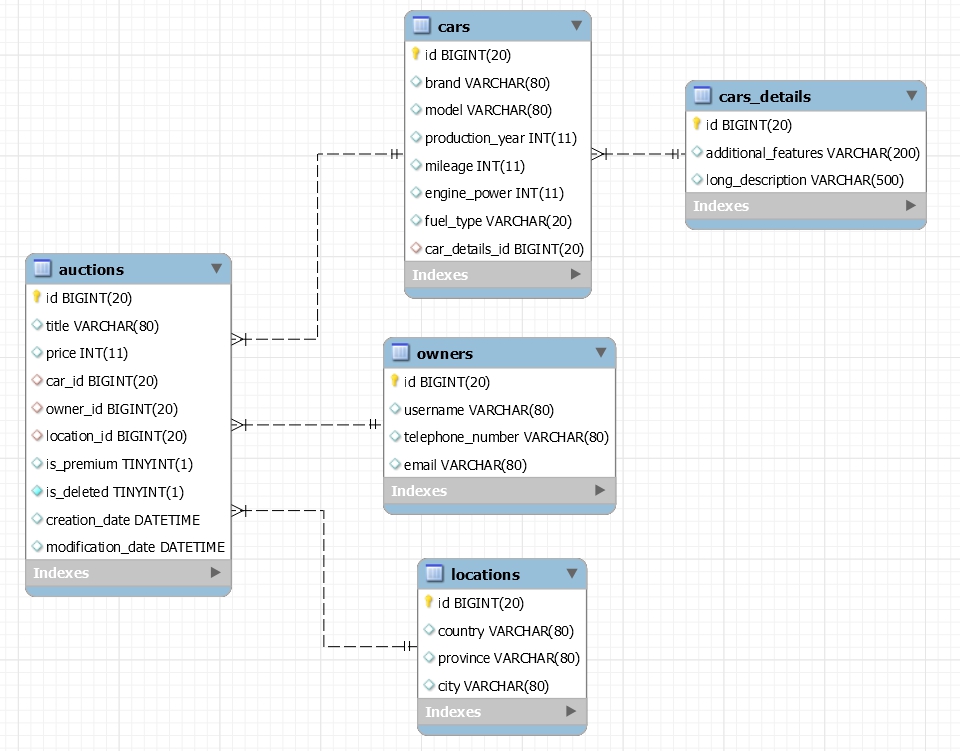 cars
id BIGINT(20)
brand VARCHAR(80)
model VARCHAR(80)
production_year INT(11)
mileage INT(11)
engine_power INT(11)
fuel_type VARCHAR(20)
car_details_id BIGINT(20)
Indexes
cars_details
id BIGINT(20)
additional_features VARCHAR(200)
long_description VARCHAR(500)
Indexes
auctions
id BIGINT(20)
title VARCHAR(80)
price INT(11)
car_id BIGINT(20)
owner_id BIGINT(20)
location_id BIGINT(20)
is_premium TINYINT(1)
is_deleted TINYINT(1)
creation_date DATETIME
modification_date DATETIME
Indexes
owners
id BIGINT(20)
username VARCHAR(80)
telephone_number VARCHAR(80)
email VARCHAR(80)
Indexes
locations
id BIGINT(20)
country VARCHAR(80)
province VARCHAR(80)
city VARCHAR(80)
Indexes